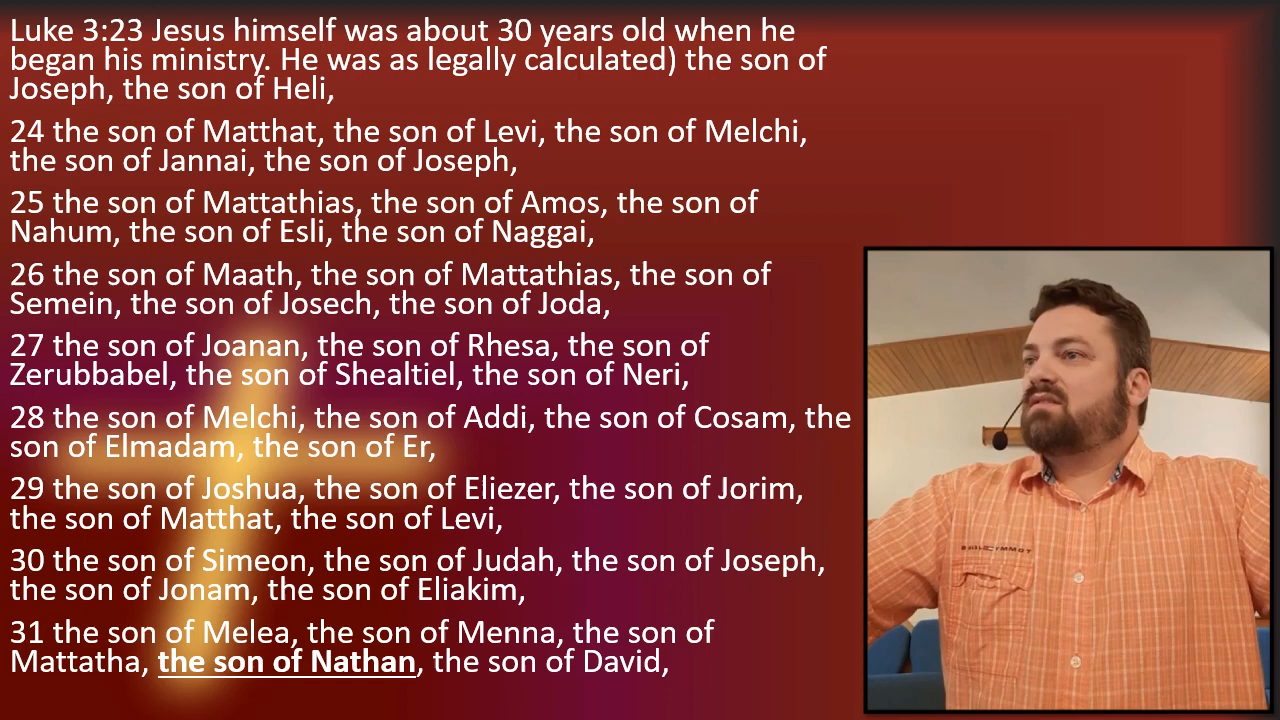 Luke 3:23 Jesus himself was about 30 years old when he
began his ministry. He was as legally calculated) the son of
Joseph, the son of Heli,
24 the son of Matthat, the son of Levi, the son of Melchi,
the son of Jannai, the son of Joseph,
25 the son of Mattathias, the son of Amos, the son of
Nahum, the son of Esli, the son of Naggai,
26 the son of Maath, the son of Mattathias, the son of
Semein, the son of Josech, the son of Joda,
27 the son of Joanan, the son of Rhesa, the son of
Zerubbabel, the son of Shealtiel, the son of Neri,
28 the son of Melchi, the son of Addi, the son of Cosam, the
son of Elmadam, the son of Er,
29 the son of Joshua, the son of Eliezer, the son of Jorim,
the son of Matthat, the son of Levi,
30 the son of Simeon, the son of Judah, the son of Joseph,
the son of Jonam, the son of Eliakim,
31 the son of Melea, the son of Menna, the son of
Mattatha, the son of Nathan, the son of David,